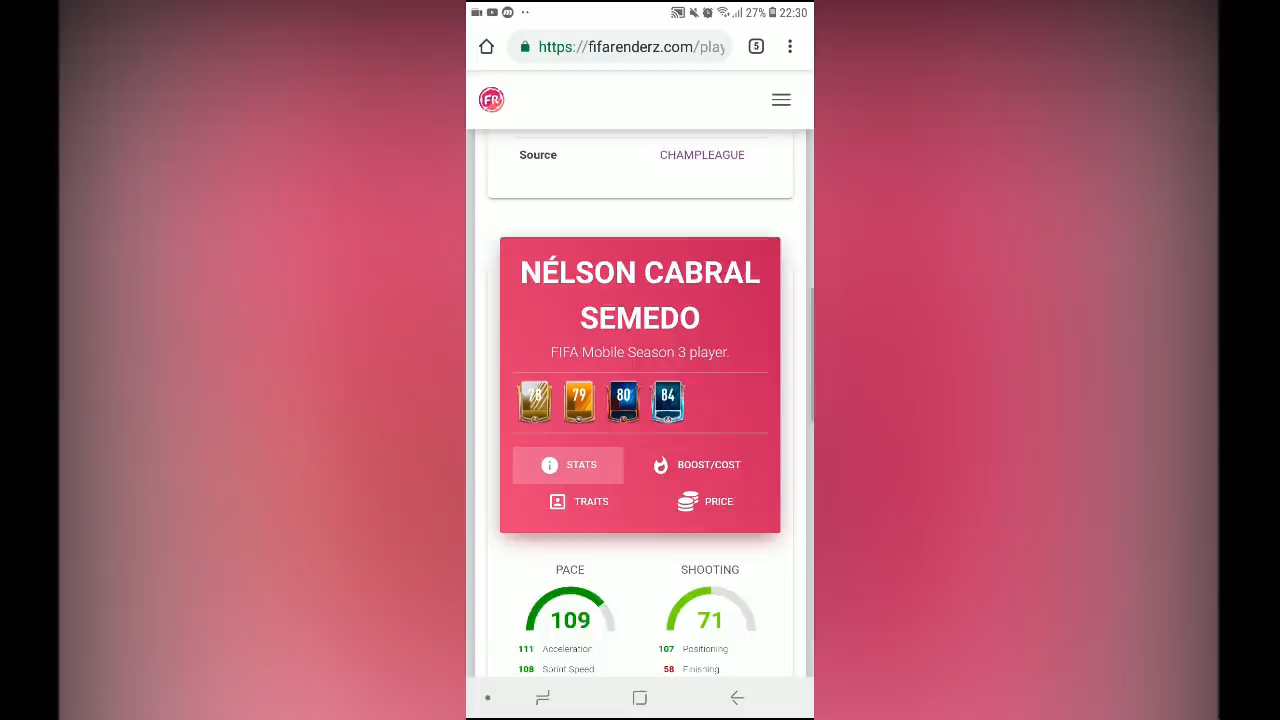 27% 22:30
https://fifarenderz.com/play
5
FR
Source CHAMPLEAGUE
NÉLSON CABRAL
SEMEDO
FIFA Mobile Season 3 player.
78 79 80 84
STATS BOOST/COST
TRAITS PRICE
PACE SHOOTING
109 71
111 Acceleration 107 Positioning
108 Sprint Speed 58 Finishing